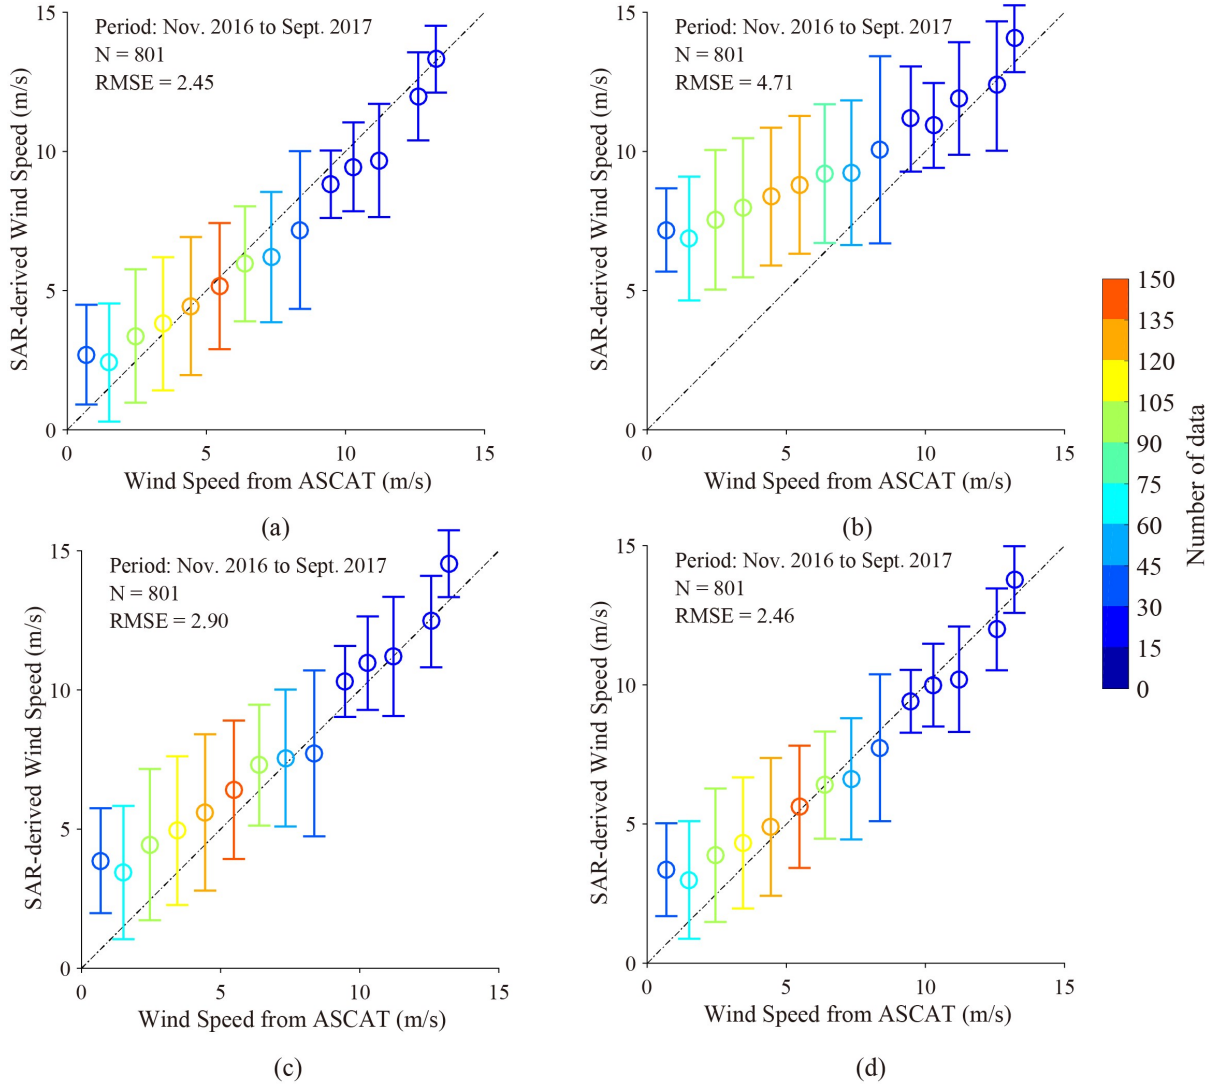 Period: Nov. 2016 to Sept. 2017
N = 801
RMSE = 2.45
15
10
5
0
0 5 10 15
SAR-derived Wind Speed (m/s)
Wind Speed from ASCAT (m/s)
(a)
Period: Nov. 2016 to Sept. 2017
N = 801
RMSE = 4.71
15
10
5
0
0 5 10 15
SAR-derived Wind Speed (m/s)
Wind Speed from ASCAT (m/s)
(b)
Period: Nov. 2016 to Sept. 2017
N = 801
RMSE = 2.90
15
10
5
0
0 5 10 15
SAR-derived Wind Speed (m/s)
Wind Speed from ASCAT (m/s)
(c)
Period: Nov. 2016 to Sept. 2017
N = 801
RMSE = 2.46
15
10
5
0
0 5 10 15
SAR-derived Wind Speed (m/s)
Wind Speed from ASCAT (m/s)
(d)
150
135
120
105
90
75
60
45
30
15
0
Number of data